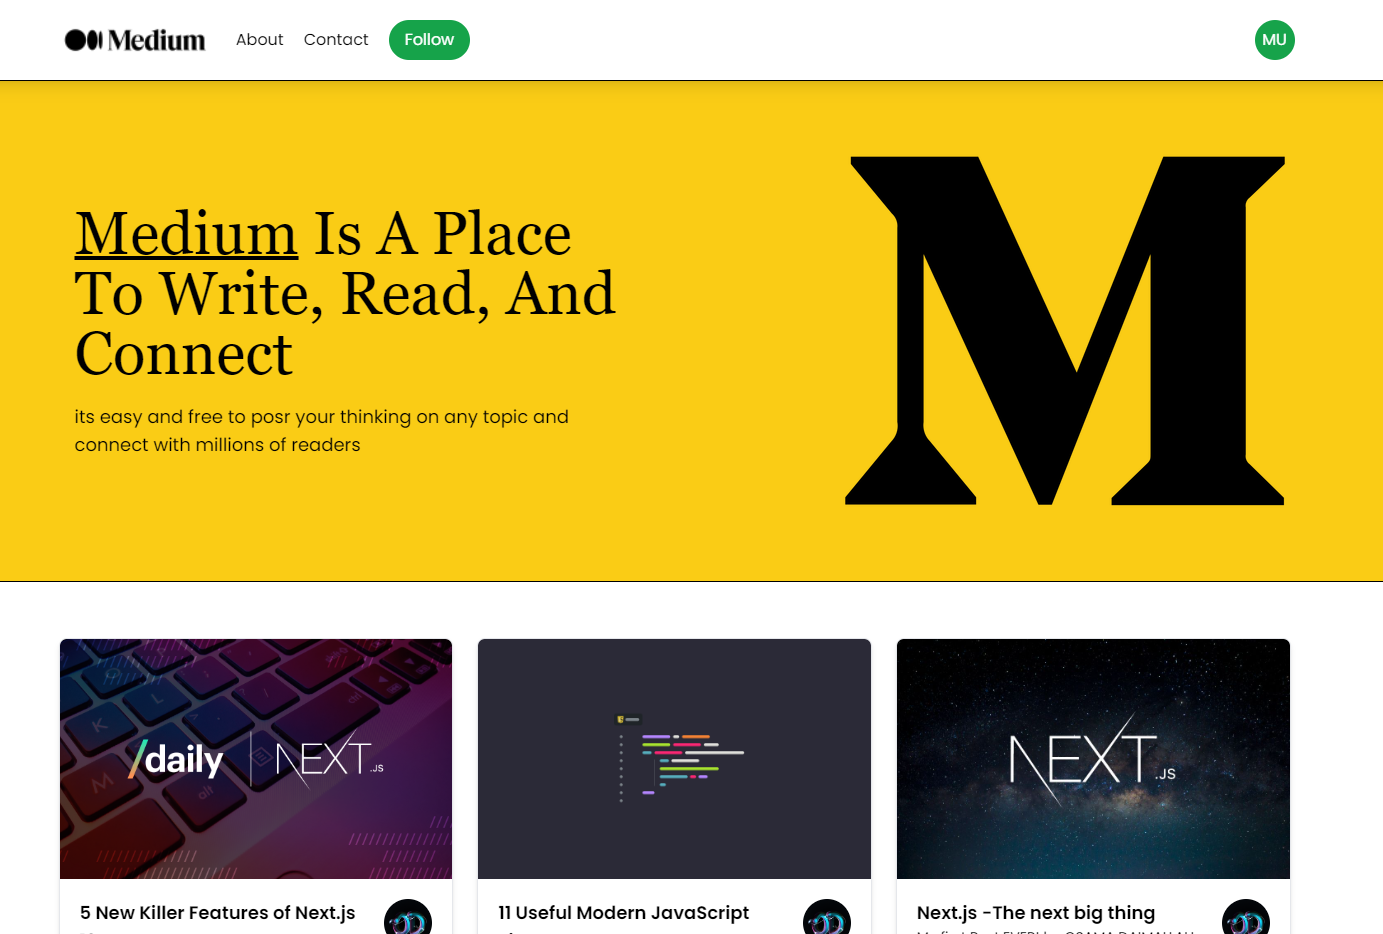 Medium
About
Contact
Follow
MU
Medium Is A Place
To Write, Read, And
Connect
its easy and free to posr your thinking on any topic and
connect with millions of readers
M
K
L
M
alt
/daily
NEXT.JS
NEXT.JS
5 New Killer Features of Next.js
11 Useful Modern JavaScript
Next.js -The next big thing